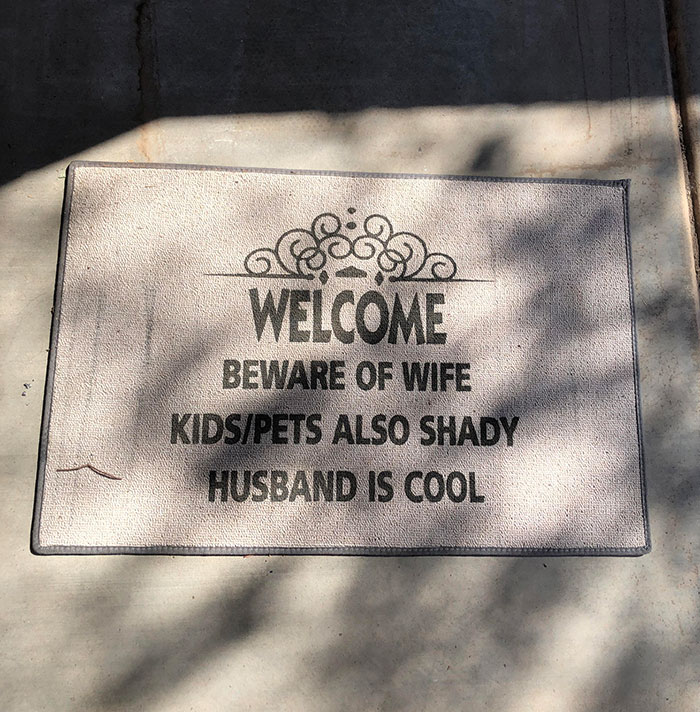 WELCOME
BEWARE OF WIFE
KIDS/PETS ALSO SHADY
HUSBAND IS COOL